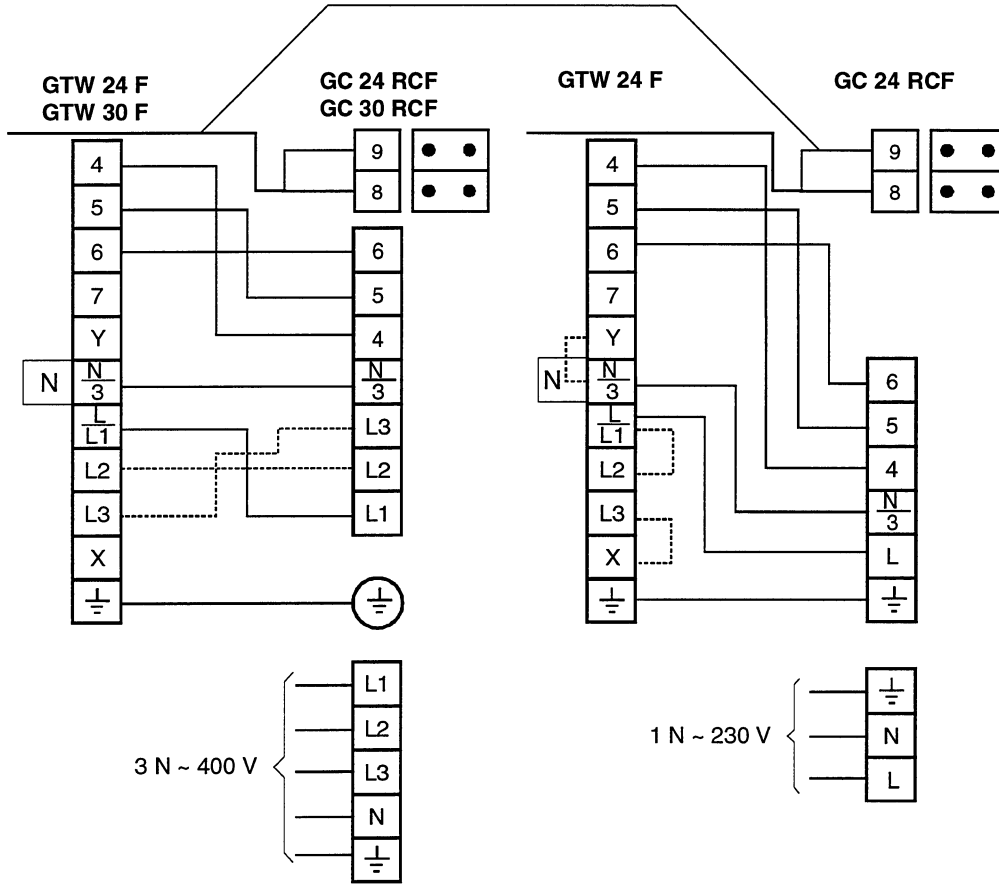 GTW 24 F
GTW 30 F
GC 24 RCF
GC 30 RCF
4
5
6
7
Y
N
N
3
L
L1
L2
L3
X
9
8
6
5
4
N
3
L3
L2
L1
3 N ~ 400 V
L1
L2
L3
N
GTW 24 F
GC 24 RCF
4
5
6
7
Y
N
N
3
L
L1
L2
L3
X
9
8
6
5
4
N
3
L
1 N ~ 230 V
N
L